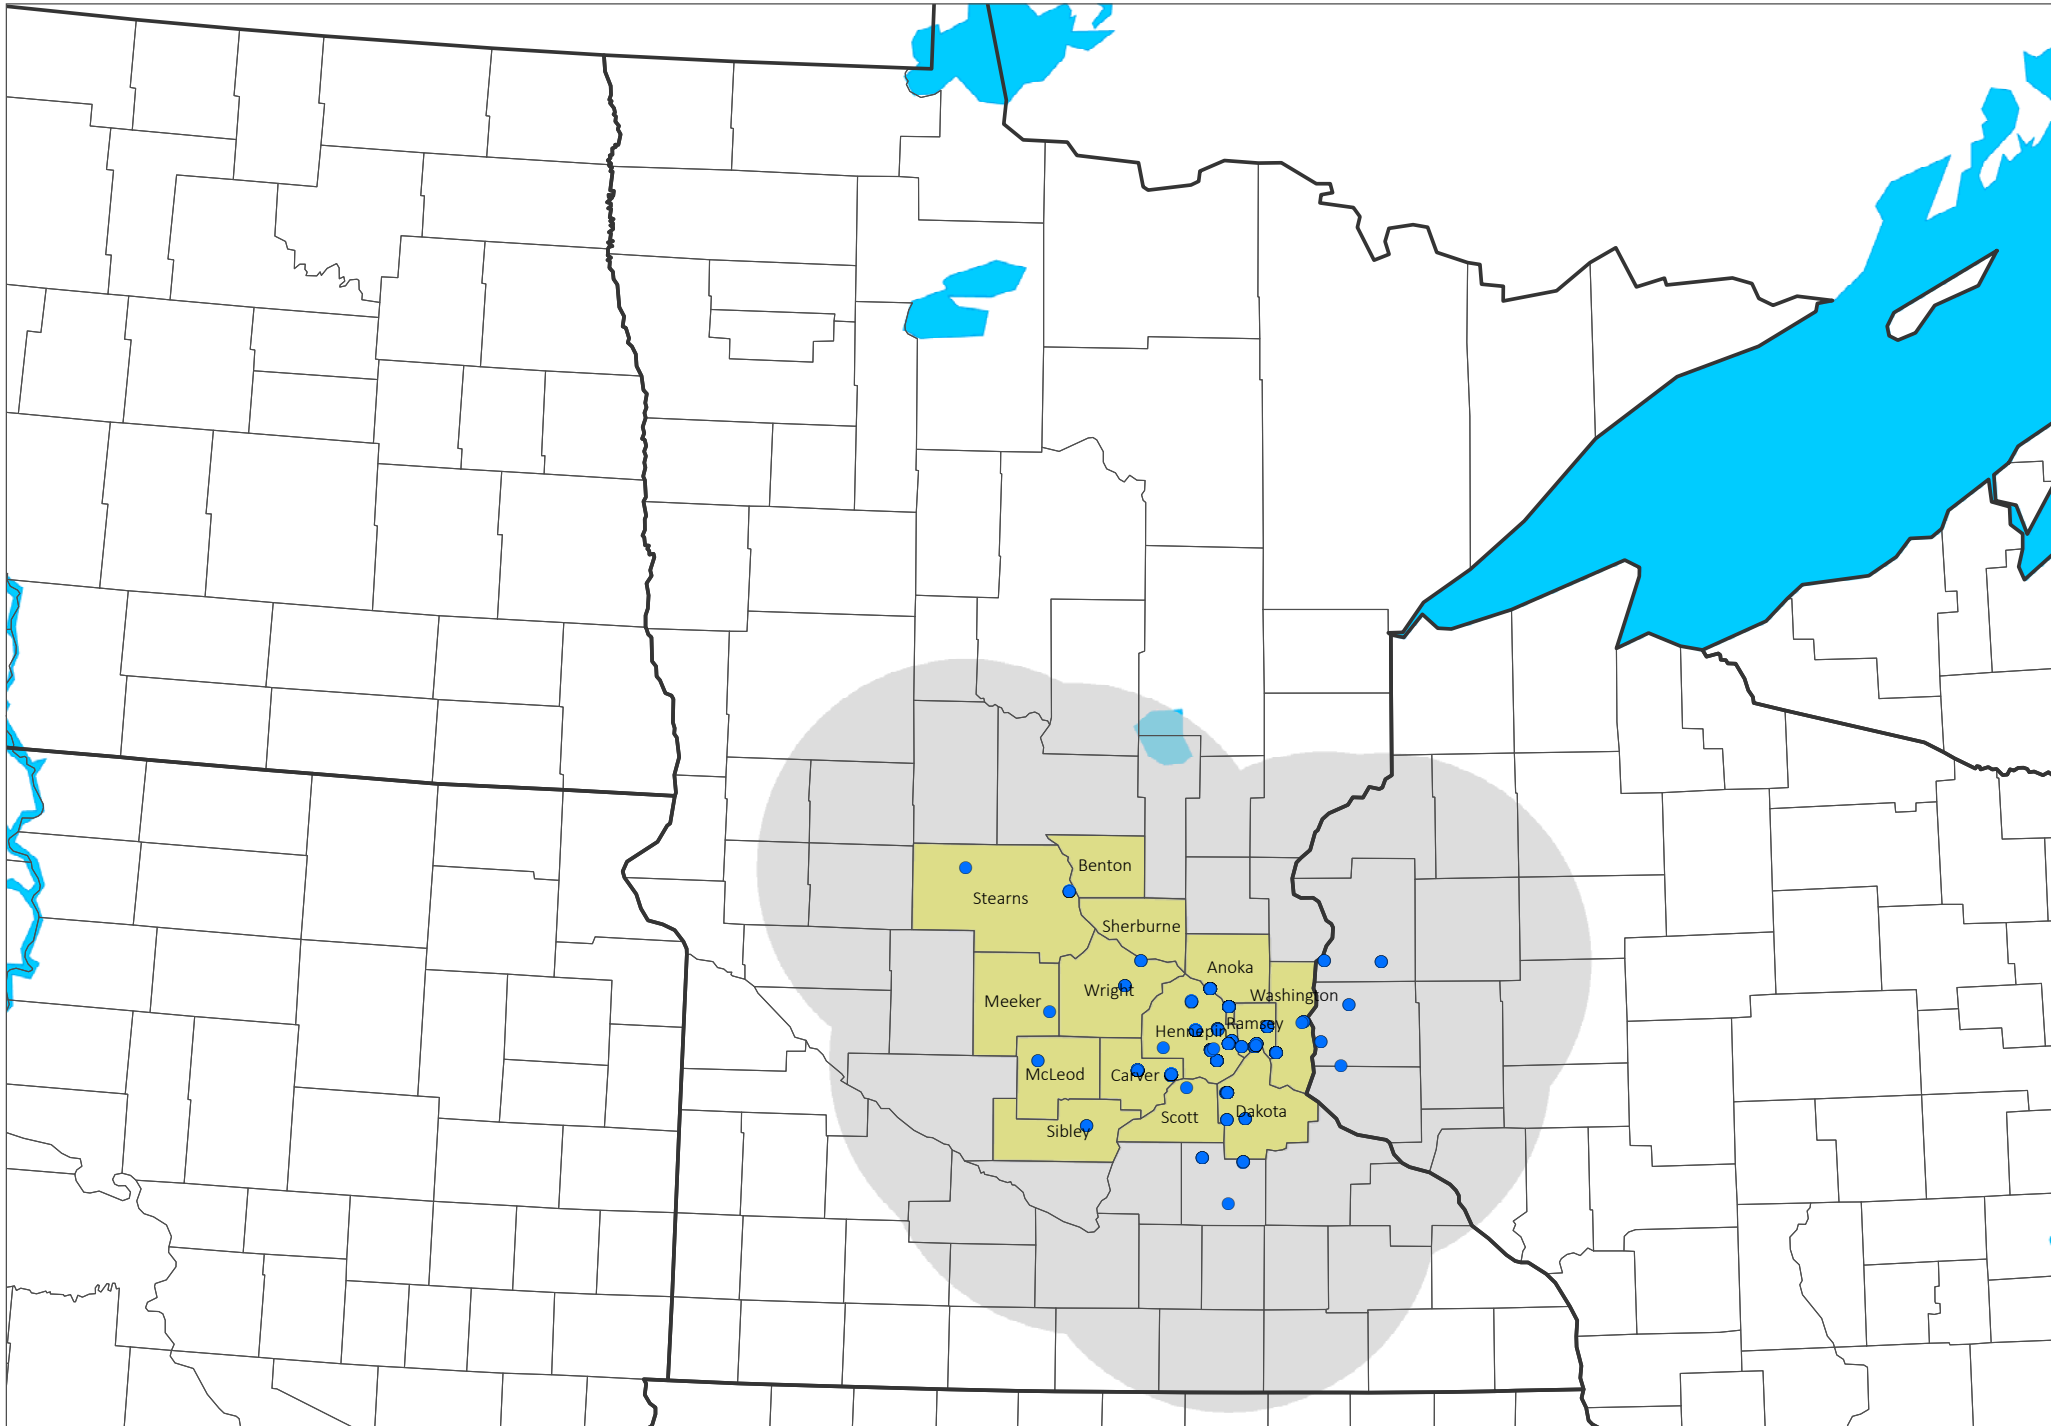 Benton
Stearns
Sherburne
Anoka
Meeker
Wright
Washington
Hennepin
Ramsey
McLeod
Carver
Sibley
Scott
Dakota